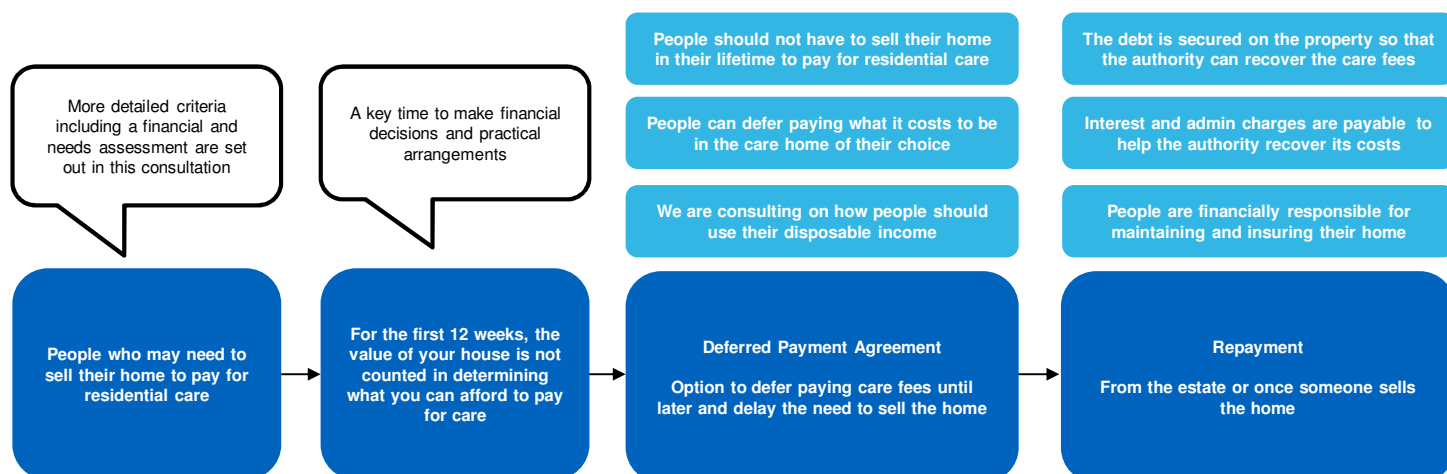 More detailed criteria
including a financial and
needs assessment are set
out in this consultation
A key time to make financial
decisions and practical
arrangements
People should not have to sell their home
in their lifetime to pay for residential care
People can defer paying what it costs to be
in the care home of their choice
We are consulting on how people should
use their disposable income
The debt is secured on the property so that
the authority can recover the care fees
Interest and admin charges are payable to
help the authority recover its costs
People are financially responsible for
maintaining and insuring their home
People who may need to
sell their home to pay for
residential care
For the first 12 weeks, the
value of your house is not
counted in determining
what you can afford to pay
for care
Deferred Payment Agreement
Option to defer paying care fees until
later and delay the need to sell the home
Repayment
From the estate or once someone sells
the home